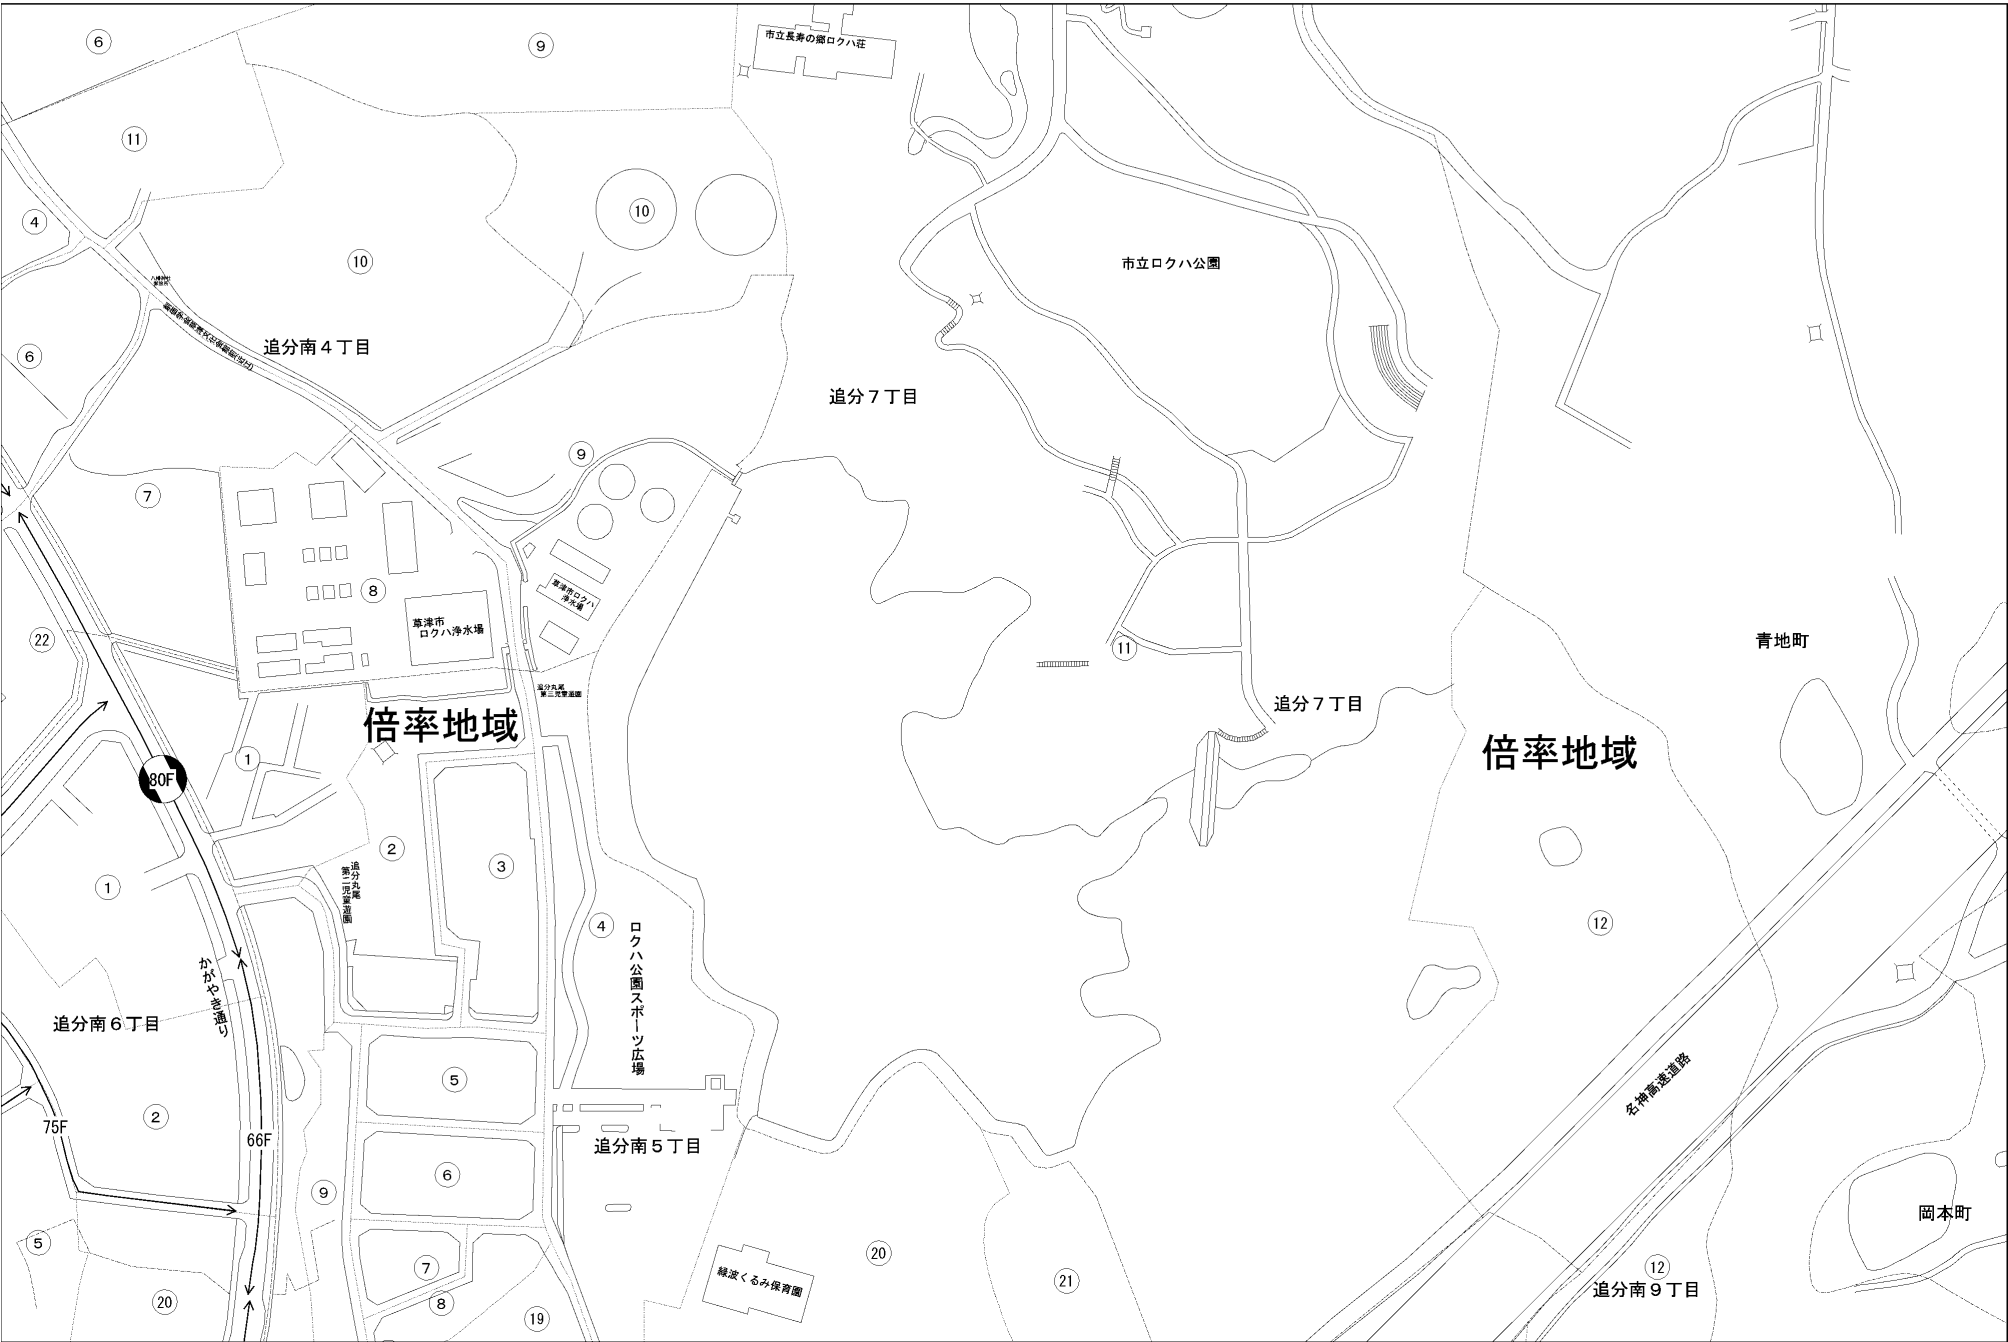 ⑥
⑨
市立長寿の郷ロクハ荘
⑪
④
⑩
⑩
市立ロクハ公園
追分南４丁目
⑥
追分７丁目
⑨
⑦
⑧
草津市ロクハ
浄水場
草津市
ロクハ浄水場
㉒
⑪
青地町
追分丸尾
第三児童遊園
追分７丁目
倍率地域
倍率地域
①
80F
②
③
追分丸尾
第二児童遊園
①
④
ロクハ公園スポーツ広場
⑫
かがやき通り
追分南６丁目
⑤
名神高速道路
②
75F
66F
追分南５丁目
⑥
⑨
岡本町
⑤
⑳
⑦
㉑
緑波くるみ保育園
⑫
追分南９丁目
⑳
⑧
⑲